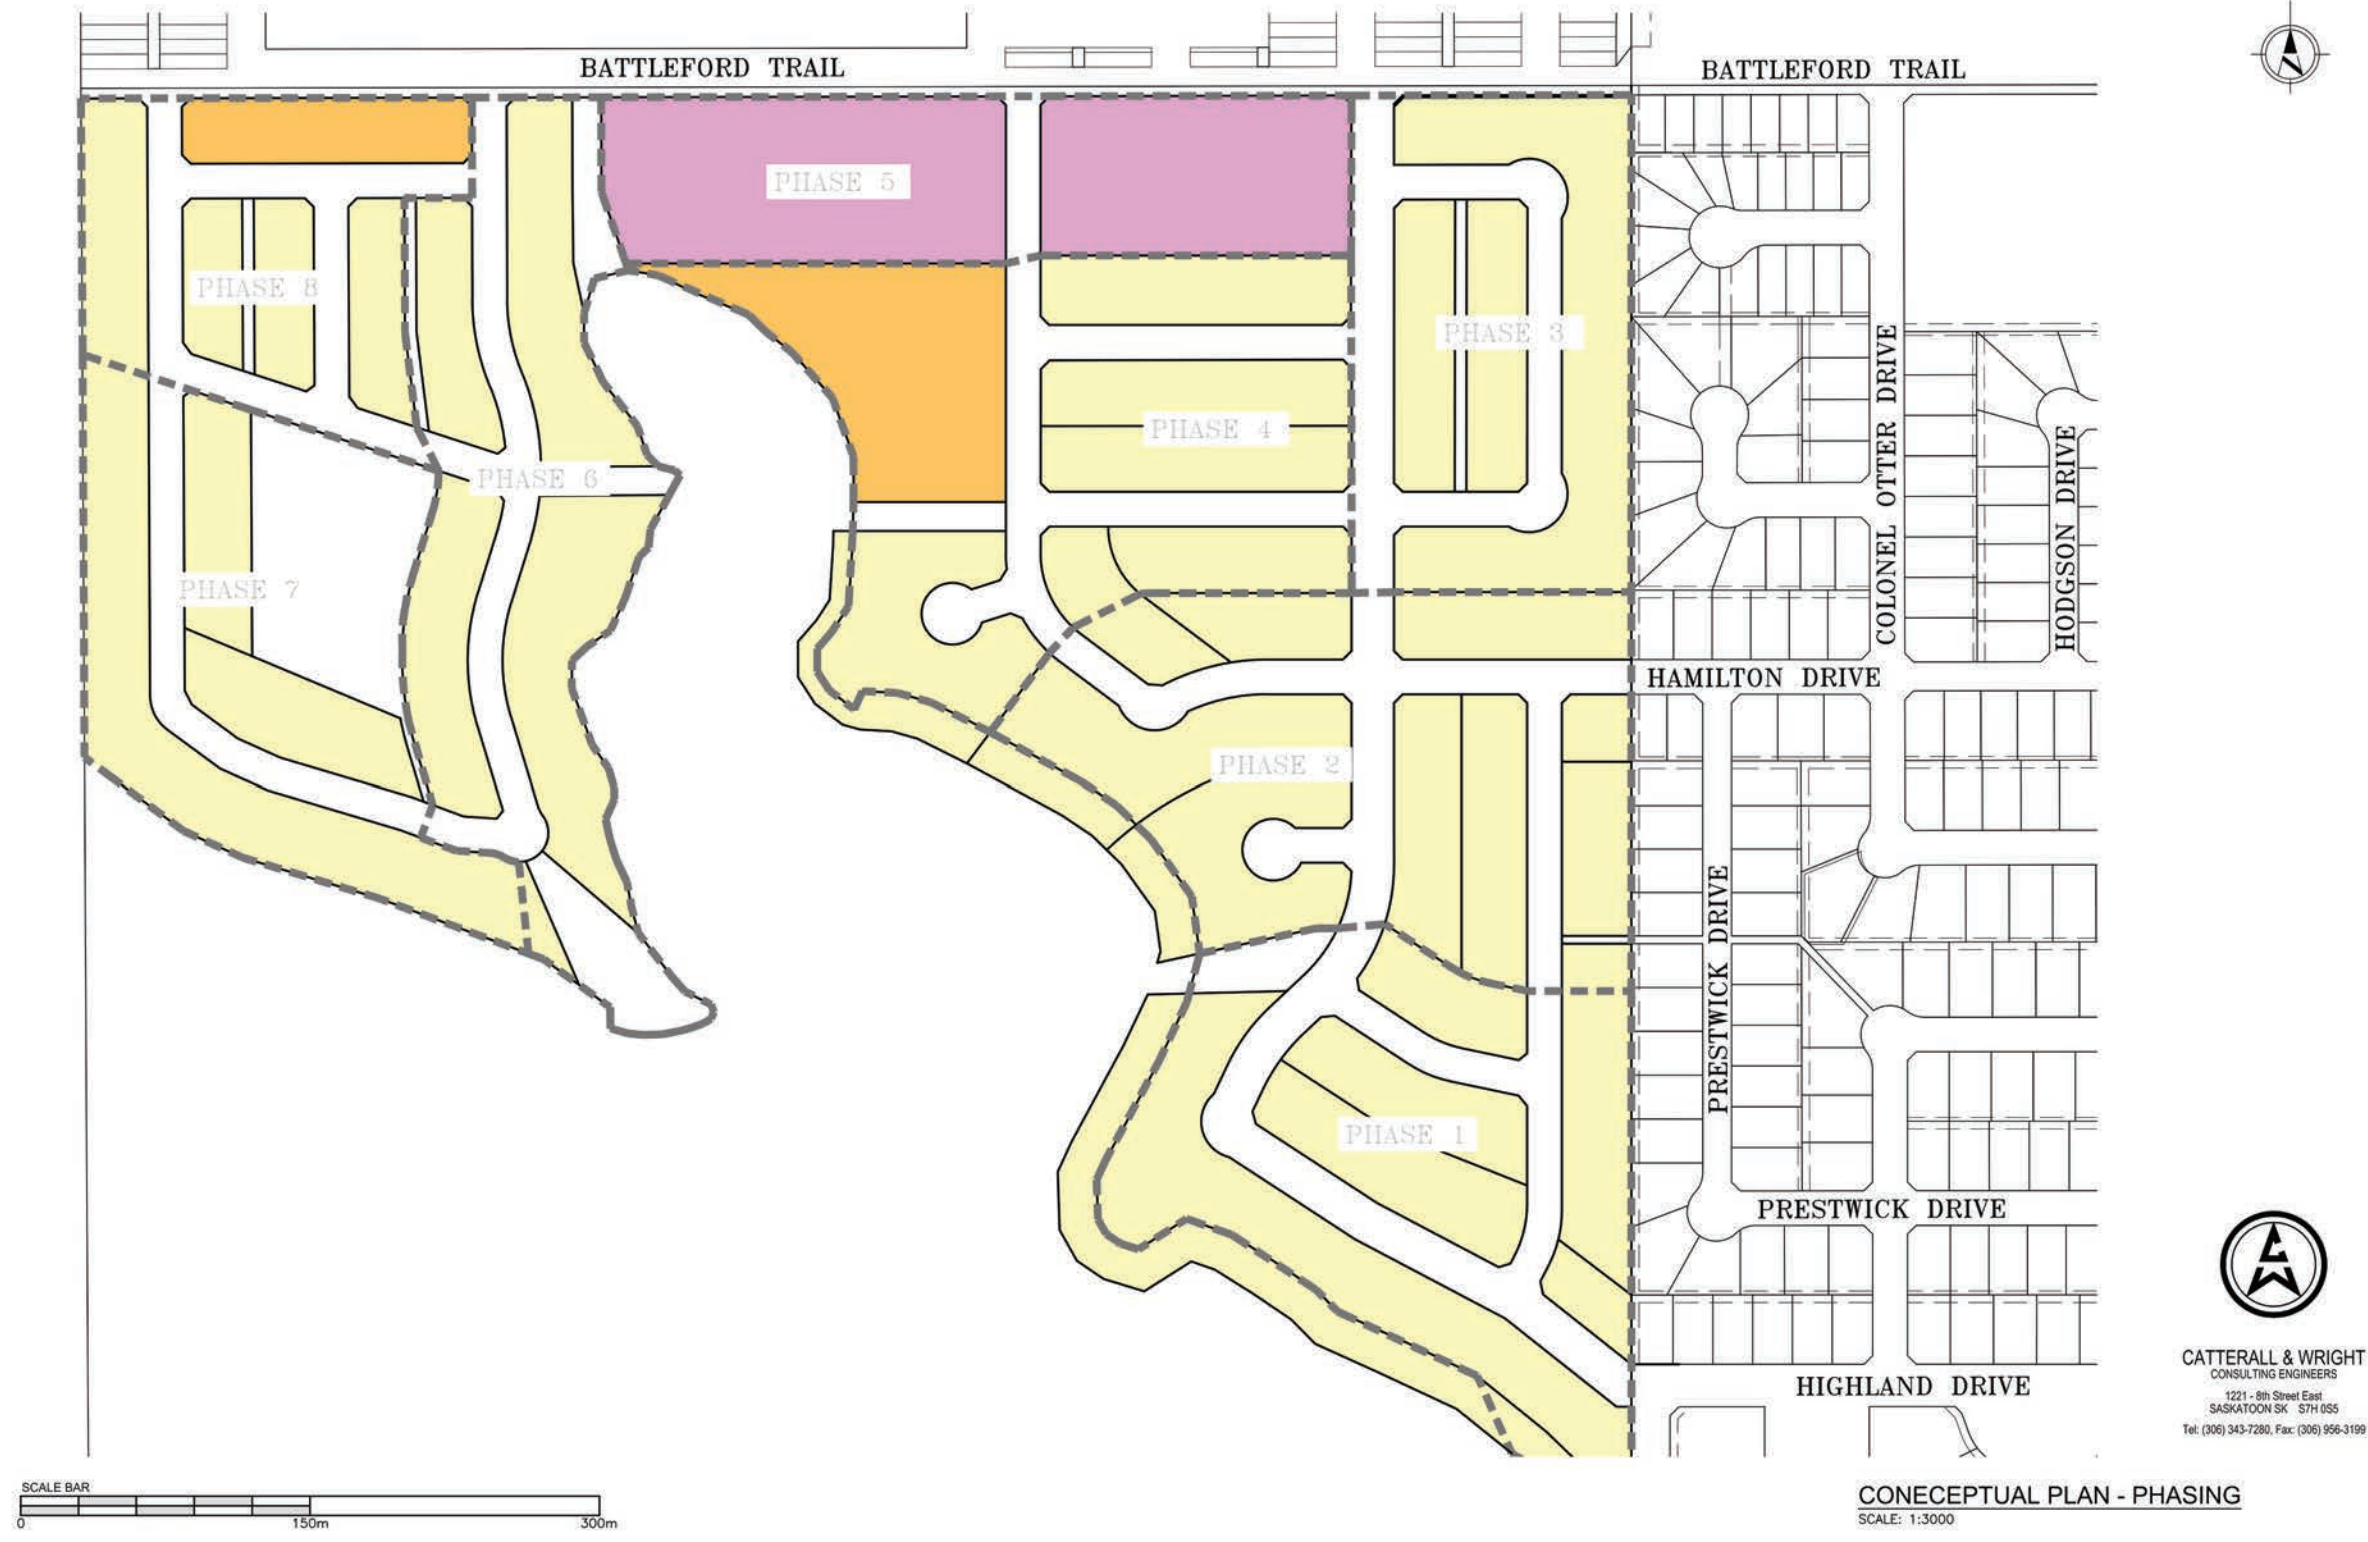 BATTLEFORD TRAIL
BATTLEFORD TRAIL
PHASE 5
PHASE 8
PHASE 3
PHASE 4
PHASE 6
PHASE 7
COLONEL OTTER DRIVE
HODGSON DRIVE
HAMILTON DRIVE
PHASE 2
PRESTWICK DRIVE
PHASE 1
PRESTWICK DRIVE
HIGHLAND DRIVE
CATTERALL & WRIGHT
CONSULTING ENGINEERS
1221 - 8th Street East
SASKATOON SK S7H 0S5
Tel: (306) 343-7280, Fax: (306) 956-3199
SCALE BAR
0 150m 300m
CONECEPTUAL PLAN - PHASING
SCALE: 1:3000
N